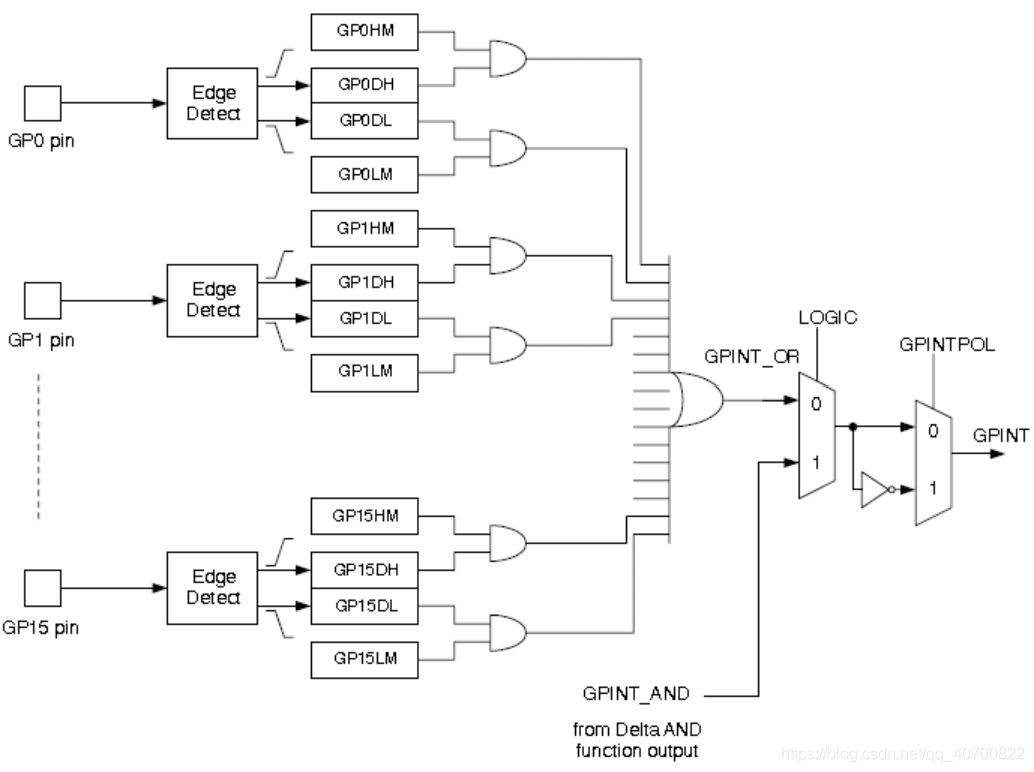 GP0HM
Edge
Detect
GP0DH
GP0DL
GP0 pin
GP0LM
GP1HM
Edge
Detect
GP1DH
GP1DL
GP1 pin
GP1LM
LOGIC
GPINT_OR
GPINTPOL
0
1
0
1
GPINT
GP15HM
Edge
Detect
GP15DH
GP15DL
GP15 pin
GP15LM
GPINT_AND
from Delta AND
function output
https://blog.csdn.net/qq_40700822